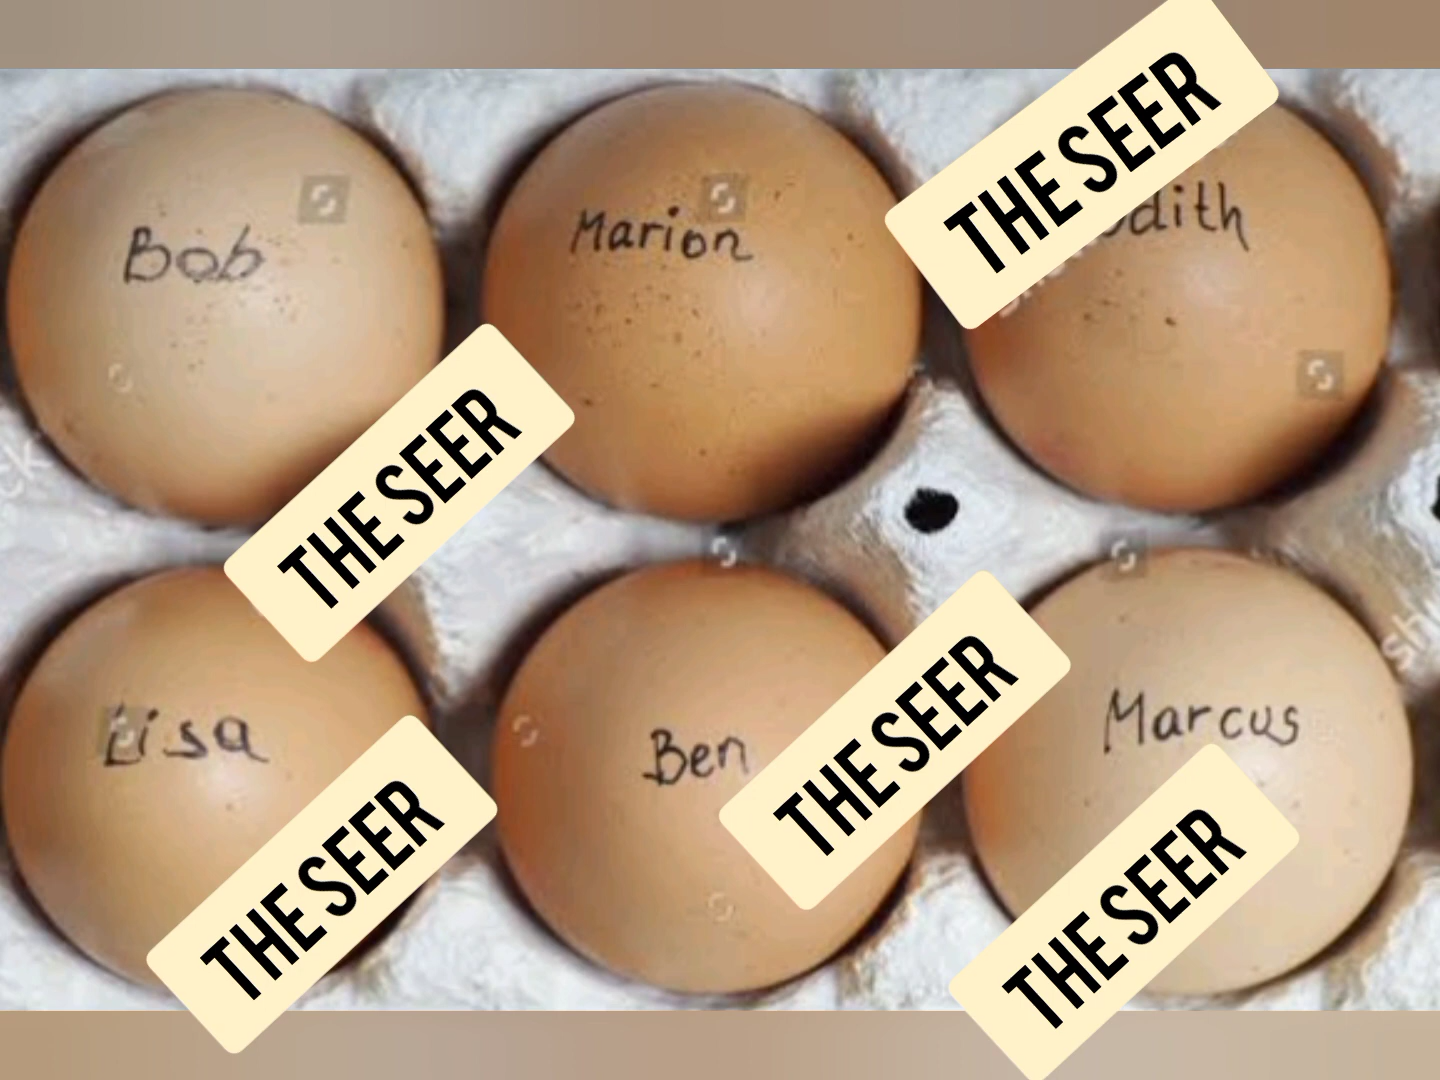 THE SEER
Bob
Marion
THE SEER
Lisa
Ben
THE SEER
Marcus
THE SEER
THE SEER